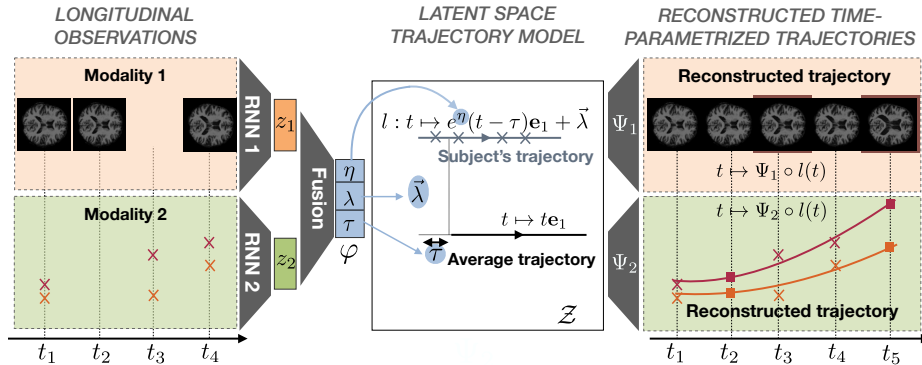 LONGITUDINAL
OBSERVATIONS
LATENT SPACE
TRAJECTORY MODEL
RECONSTRUCTED TIME-
PARAMETRIZED TRAJECTORIES
Modality 1
RNN 1
z₁
Modality 2
RNN 2
z₂
t₁ t₂ t₃ t₄
Fusion
η
λ
τ
φ
l : t ↦ e^η(t − τ)e₁ + λ⃗
Subject's trajectory
λ⃗
t ↦ te₁
τ
Average trajectory
𝒵
Ψ₁
Ψ₂
Reconstructed trajectory
t ↦ Ψ₁ ∘ l(t)
t ↦ Ψ₂ ∘ l(t)
Reconstructed trajectory
t₁ t₂ t₃ t₄ t₅